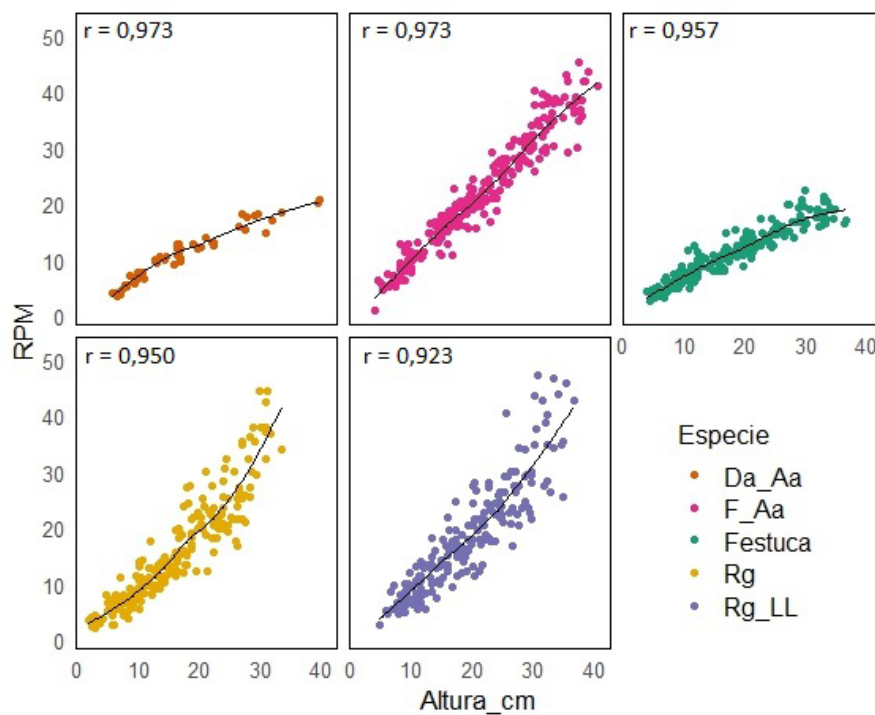 r = 0,973
r = 0,973
r = 0,957
50
40
30
20
10
0
RPM
r = 0,950
r = 0,923
50
40
30
20
10
0
0 10 20 30 40
0 10 20 30 40
0 10 20 30 40
Altura_cm
Especie
Da_Aa
F_Aa
Festuca
Rg
Rg_LL